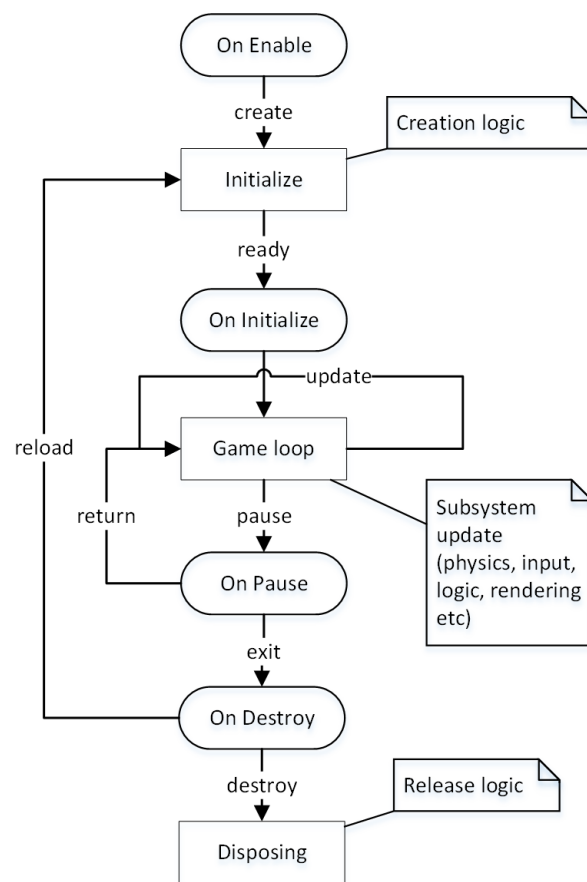 On Enable
create
Creation logic
Initialize
ready
On Initialize
update
Game loop
reload
return
pause
Subsystem
update
(physics, input,
logic, rendering
etc)
On Pause
exit
On Destroy
destroy
Release logic
Disposing